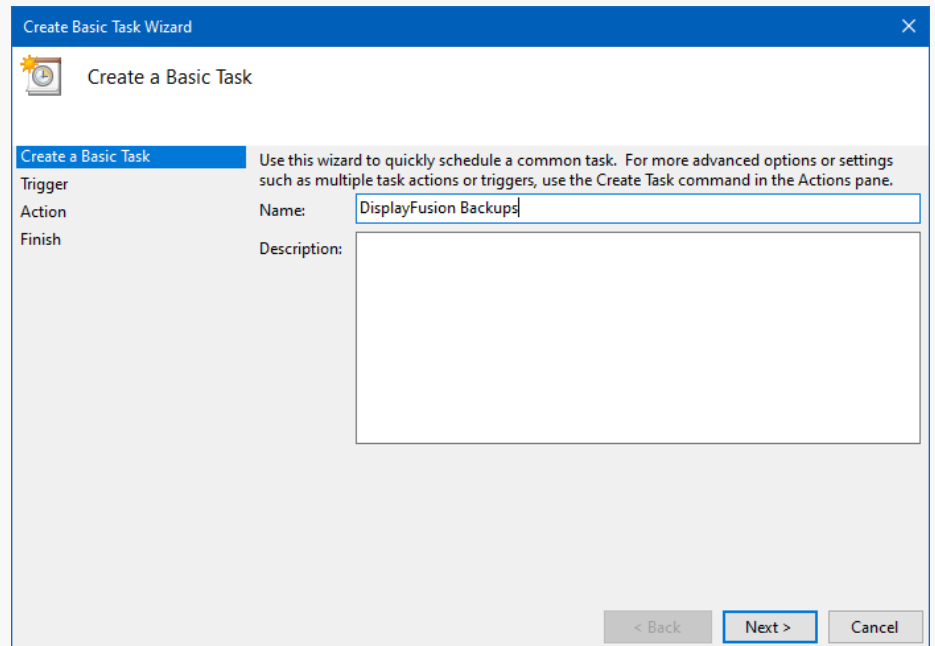 Create Basic Task Wizard
Create a Basic Task
Create a Basic Task
Use this wizard to quickly schedule a common task.  For more advanced options or settings
such as multiple task actions or triggers, use the Create Task command in the Actions pane.
Trigger
Action
Name: DisplayFusion Backups
Finish
Description:
< Back
Next >
Cancel